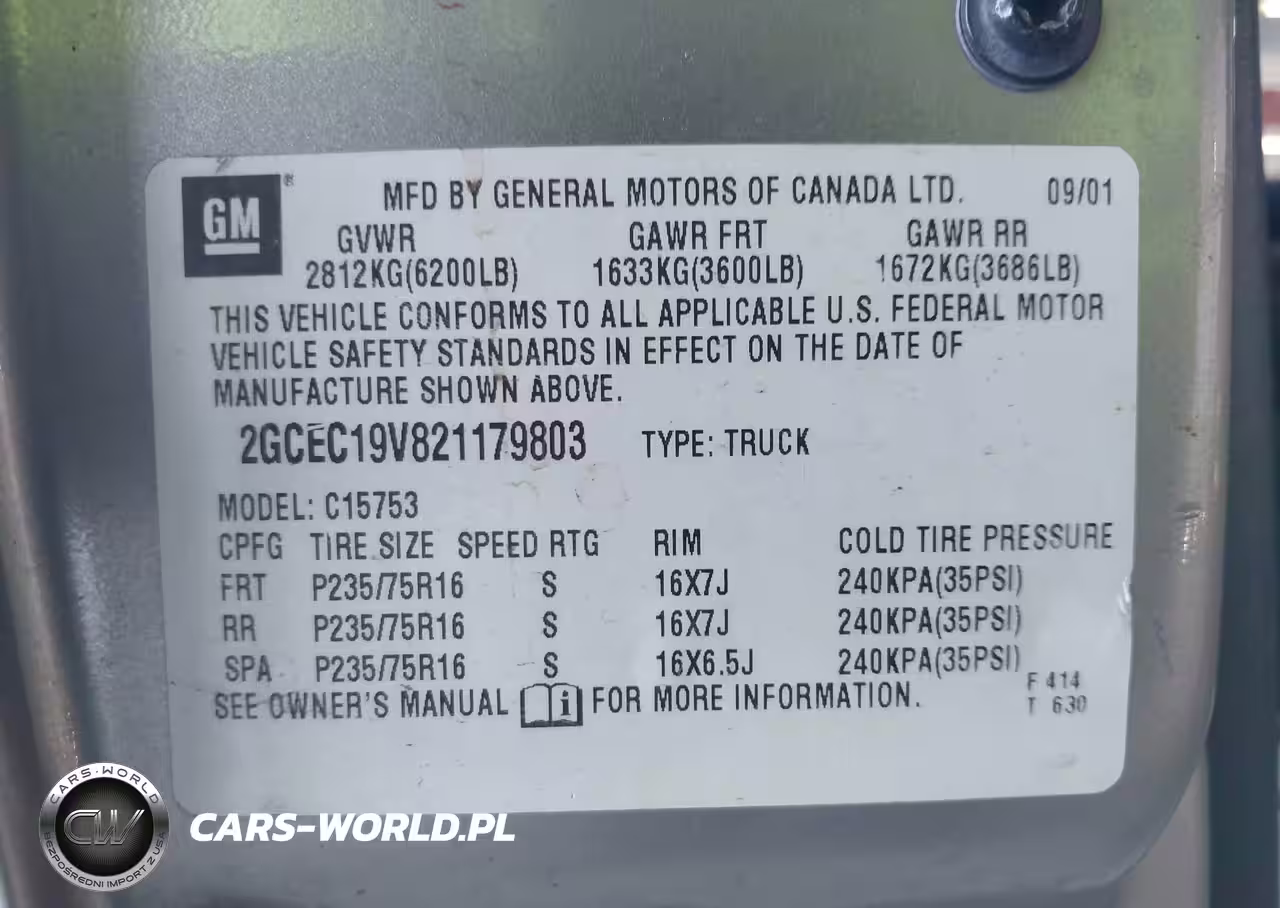 GM ® MFD BY GENERAL MOTORS OF CANADA LTD. 09/01
GVWR GAWR FRT GAWR RR
2812KG(6200LB) 1633KG(3600LB) 1672KG(3686LB)
THIS VEHICLE CONFORMS TO ALL APPLICABLE U.S. FEDERAL MOTOR
VEHICLE SAFETY STANDARDS IN EFFECT ON THE DATE OF
MANUFACTURE SHOWN ABOVE.
2GCEC19V821179803 TYPE: TRUCK
MODEL: C15753
CPFG TIRE SIZE SPEED RTG RIM COLD TIRE PRESSURE
FRT P235/75R16 S 16X7J 240KPA(35PSI)
RR P235/75R16 S 16X7J 240KPA(35PSI)
SPA P235/75R16 S 16X6.5J 240KPA(35PSI)
SEE OWNER'S MANUAL i FOR MORE INFORMATION.
F 414
T 630
CARS-WORLD
CW
BEZPOŚREDNI IMPORT Z USA
CARS-WORLD.PL